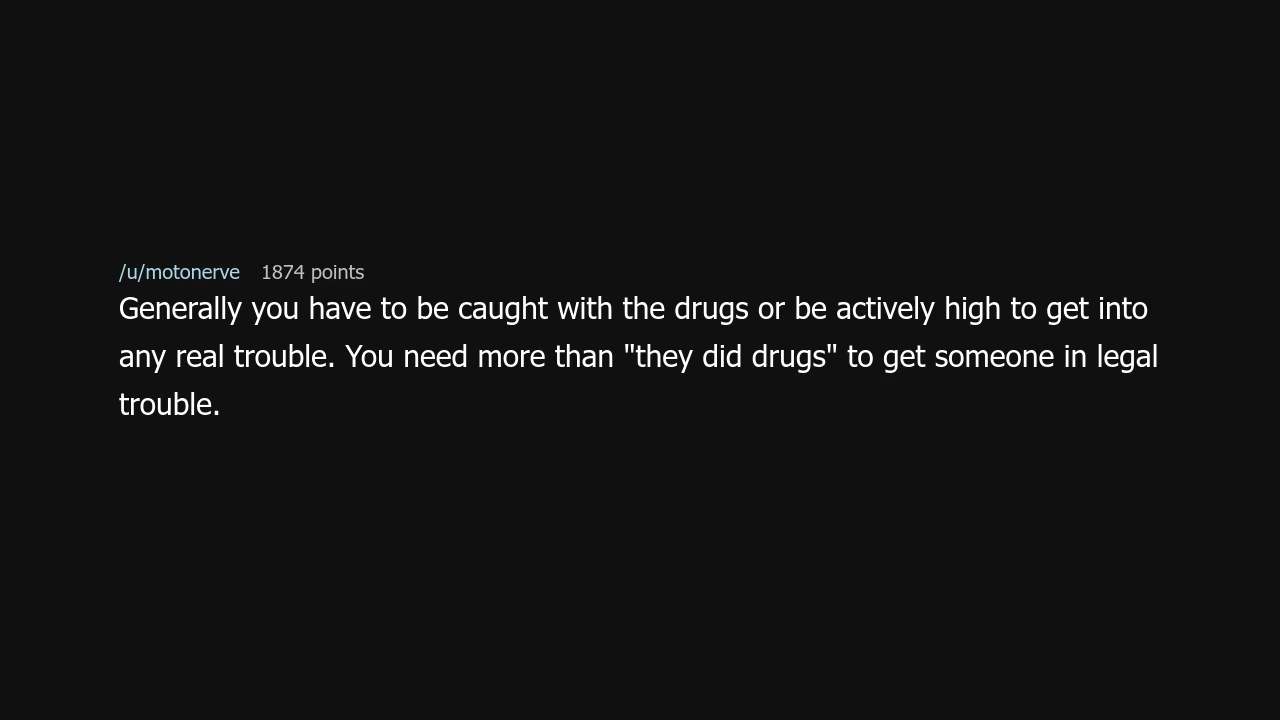 /u/motonerve 1874 points
Generally you have to be caught with the drugs or be actively high to get into
any real trouble. You need more than "they did drugs" to get someone in legal
trouble.